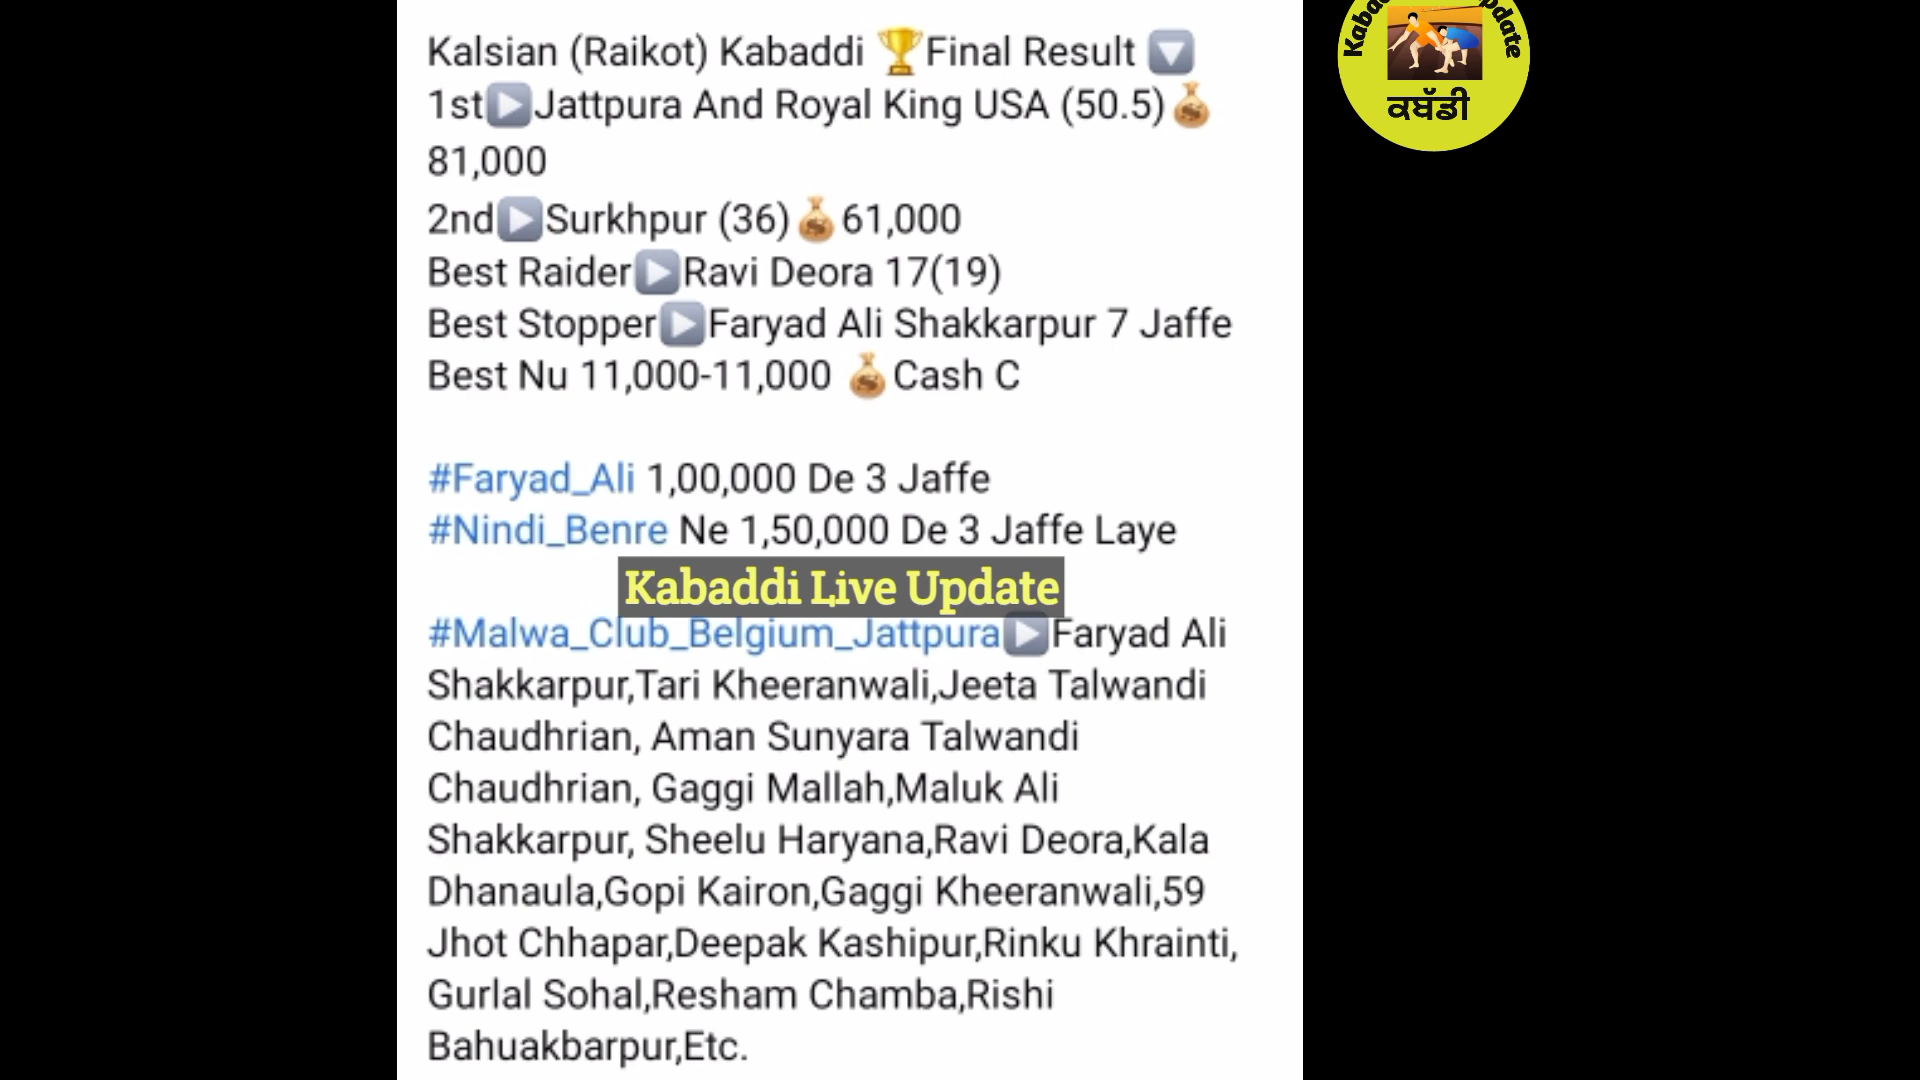 Kalsian (Raikot) Kabaddi 🏆Final Result 🔽
1st▶️Jattpura And Royal King USA (50.5)💰
81,000
2nd▶️Surkhpur (36)💰61,000
Best Raider▶️Ravi Deora 17(19)
Best Stopper▶️Faryad Ali Shakkarpur 7 Jaffe
Best Nu 11,000-11,000 💰Cash C
#Faryad_Ali 1,00,000 De 3 Jaffe
#Nindi_Benre Ne 1,50,000 De 3 Jaffe Laye
Kabaddi Live Update
#Malwa_Club_Belgium_Jattpura▶️Faryad Ali
Shakkarpur,Tari Kheeranwali,Jeeta Talwandi
Chaudhrian, Aman Sunyara Talwandi
Chaudhrian, Gaggi Mallah,Maluk Ali
Shakkarpur, Sheelu Haryana,Ravi Deora,Kala
Dhanaula,Gopi Kairon,Gaggi Kheeranwali,59
Jhot Chhapar,Deepak Kashipur,Rinku Khrainti,
Gurlal Sohal,Resham Chamba,Rishi
Bahuakbarpur,Etc.
ਕਬੱਡੀ